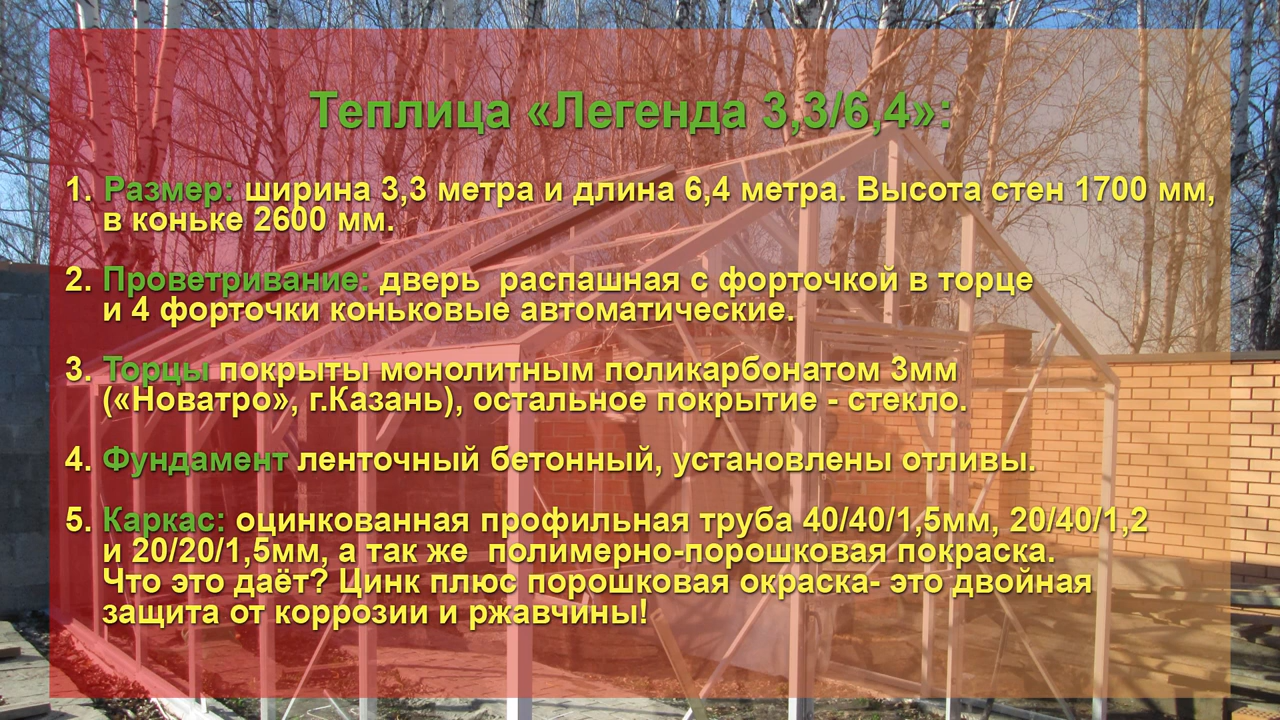 Теплица «Легенда 3,3/6,4»:
1. Размер: ширина 3,3 метра и длина 6,4 метра. Высота стен 1700 мм,
в коньке 2600 мм.
2. Проветривание: дверь  распашная с форточкой в торце
и 4 форточки коньковые автоматические.
3. Торцы покрыты монолитным поликарбонатом 3мм
(«Новатро», г.Казань), остальное покрытие - стекло.
4. Фундамент ленточный бетонный, установлены отливы.
5. Каркас: оцинкованная профильная труба 40/40/1,5мм, 20/40/1,2
и 20/20/1,5мм, а так же  полимерно-порошковая покраска.
Что это даёт? Цинк плюс порошковая окраска- это двойная
защита от коррозии и ржавчины!